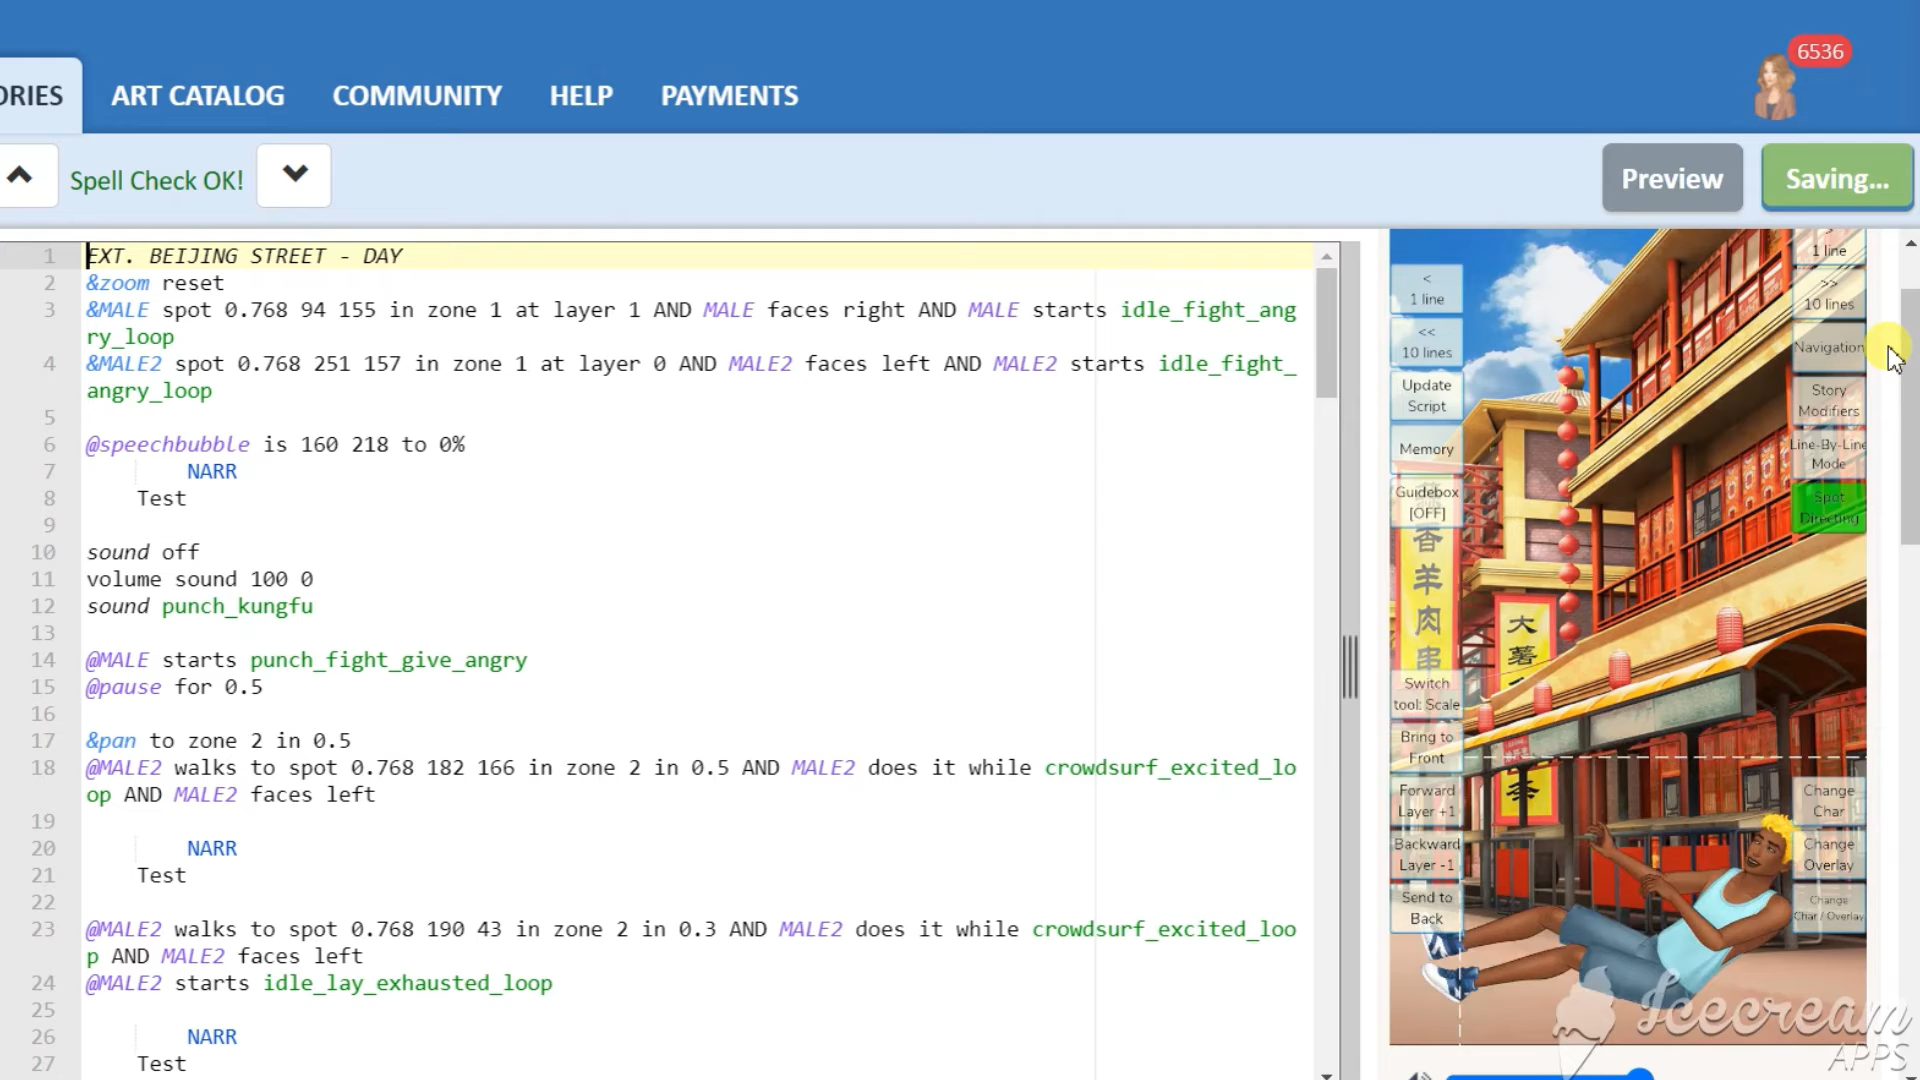 6536
ORIES ART CATALOG COMMUNITY HELP PAYMENTS
Spell Check OK!
Preview
Saving...
1 EXT. BEIJING STREET - DAY
2 &zoom reset
3 &MALE spot 0.768 94 155 in zone 1 at layer 1 AND MALE faces right AND MALE starts idle_fight_ang
ry_loop
4 &MALE2 spot 0.768 251 157 in zone 1 at layer 0 AND MALE2 faces left AND MALE2 starts idle_fight_
angry_loop
5
6 @speechbubble is 160 218 to 0%
7 NARR
8 Test
9
10 sound off
11 volume sound 100 0
12 sound punch_kungfu
13
14 @MALE starts punch_fight_give_angry
15 @pause for 0.5
16
17 &pan to zone 2 in 0.5
18 @MALE2 walks to spot 0.768 182 166 in zone 2 in 0.5 AND MALE2 does it while crowdsurf_excited_lo
op AND MALE2 faces left
19
20 NARR
21 Test
22
23 @MALE2 walks to spot 0.768 190 43 in zone 2 in 0.3 AND MALE2 does it while crowdsurf_excited_loo
p AND MALE2 faces left
24 @MALE2 starts idle_lay_exhausted_loop
25
26 NARR
27 Test
<
1 line
<<
10 lines
Update
Script
Memory
Guidebox
[OFF]
香
羊
肉
串
大
薯
Switch
tool: Scale
Bring to
Front
Forward
Layer +1
Backward
Layer -1
Send to
Back
>
1 line
>>
10 lines
Navigation
Story
Modifiers
Line-By-Line
Mode
Spot
Directing
Change
Char
Change
Overlay
Change
Char / Overlay
Icecream
APPS